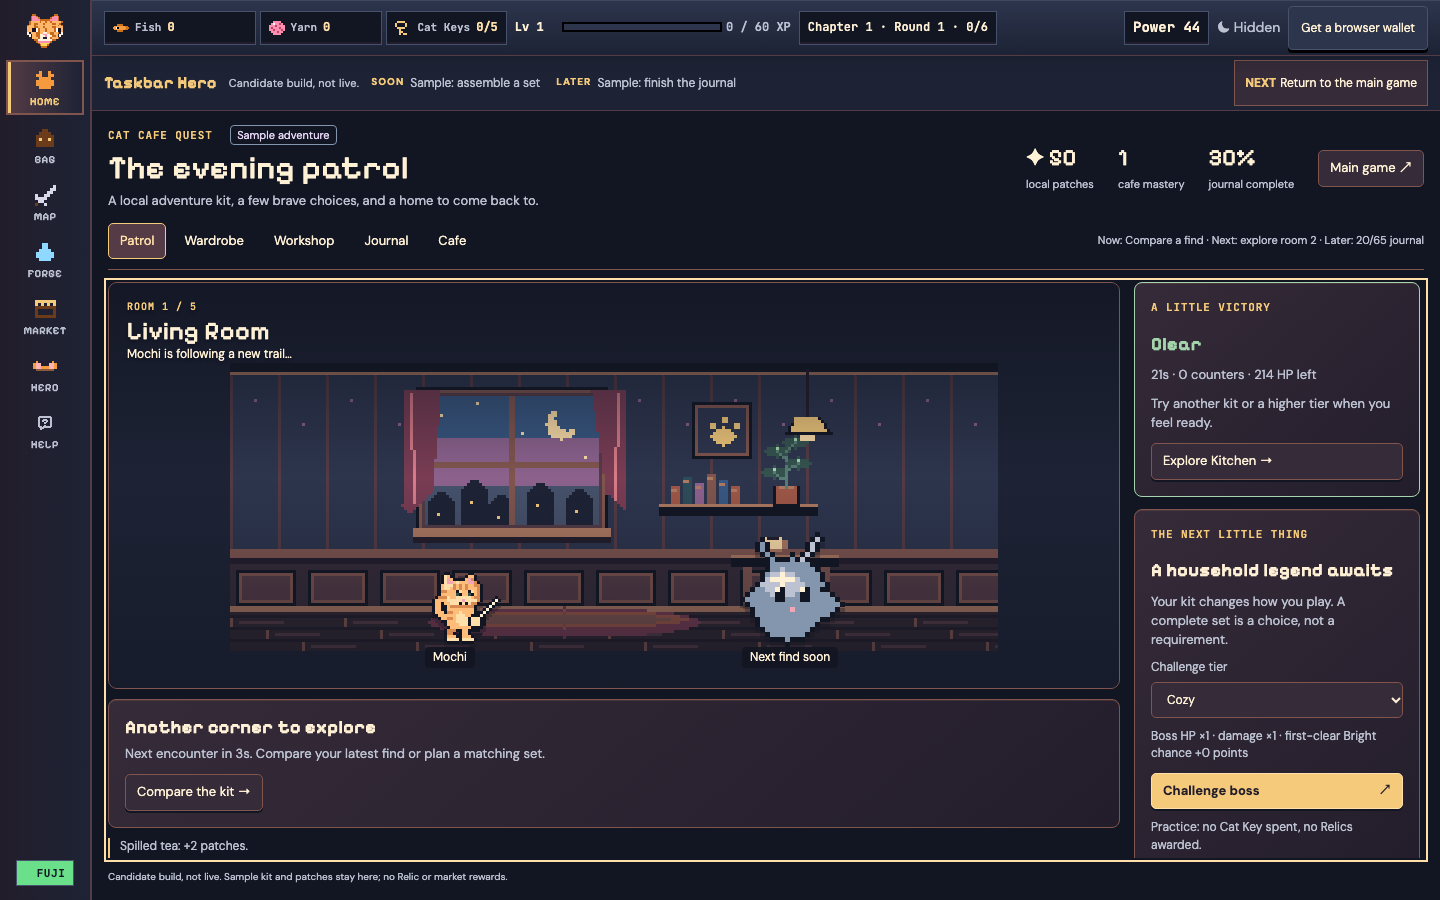 Fish 0
Yarn 0
Cat Keys 0/5
Lv 1
0 / 60 XP
Chapter 1 · Round 1 · 0/6
Power 44
Hidden
Get a browser wallet
Taskbar Hero
Candidate build, not live.
SOON Sample: assemble a set
LATER Sample: finish the journal
NEXT Return to the main game
HOME
BAG
MAP
FORGE
MARKET
HERO
HELP
FUJI
CAT CAFE QUEST
Sample adventure
The evening patrol
A local adventure kit, a few brave choices, and a home to come back to.
✦ 80
local patches
1
cafe mastery
30%
journal complete
Main game ↗
Patrol
Wardrobe
Workshop
Journal
Cafe
Now: Compare a find · Next: explore room 2 · Later: 20/65 journal
ROOM 1 / 5
Living Room
Mochi is following a new trail…
Mochi
Next find soon
Another corner to explore
Next encounter in 3s. Compare your latest find or plan a matching set.
Compare the kit →
Spilled tea: +2 patches.
A LITTLE VICTORY
Clear
21s · 0 counters · 214 HP left
Try another kit or a higher tier when you
feel ready.
Explore Kitchen →
THE NEXT LITTLE THING
A household legend awaits
Your kit changes how you play. A
complete set is a choice, not a
requirement.
Challenge tier
Cozy
Boss HP ×1 · damage ×1 · first-clear Bright
chance +0 points
Challenge boss ↗
Practice: no Cat Key spent, no Relics
awarded.
Candidate build, not live. Sample kit and patches stay here; no Relic or market rewards.